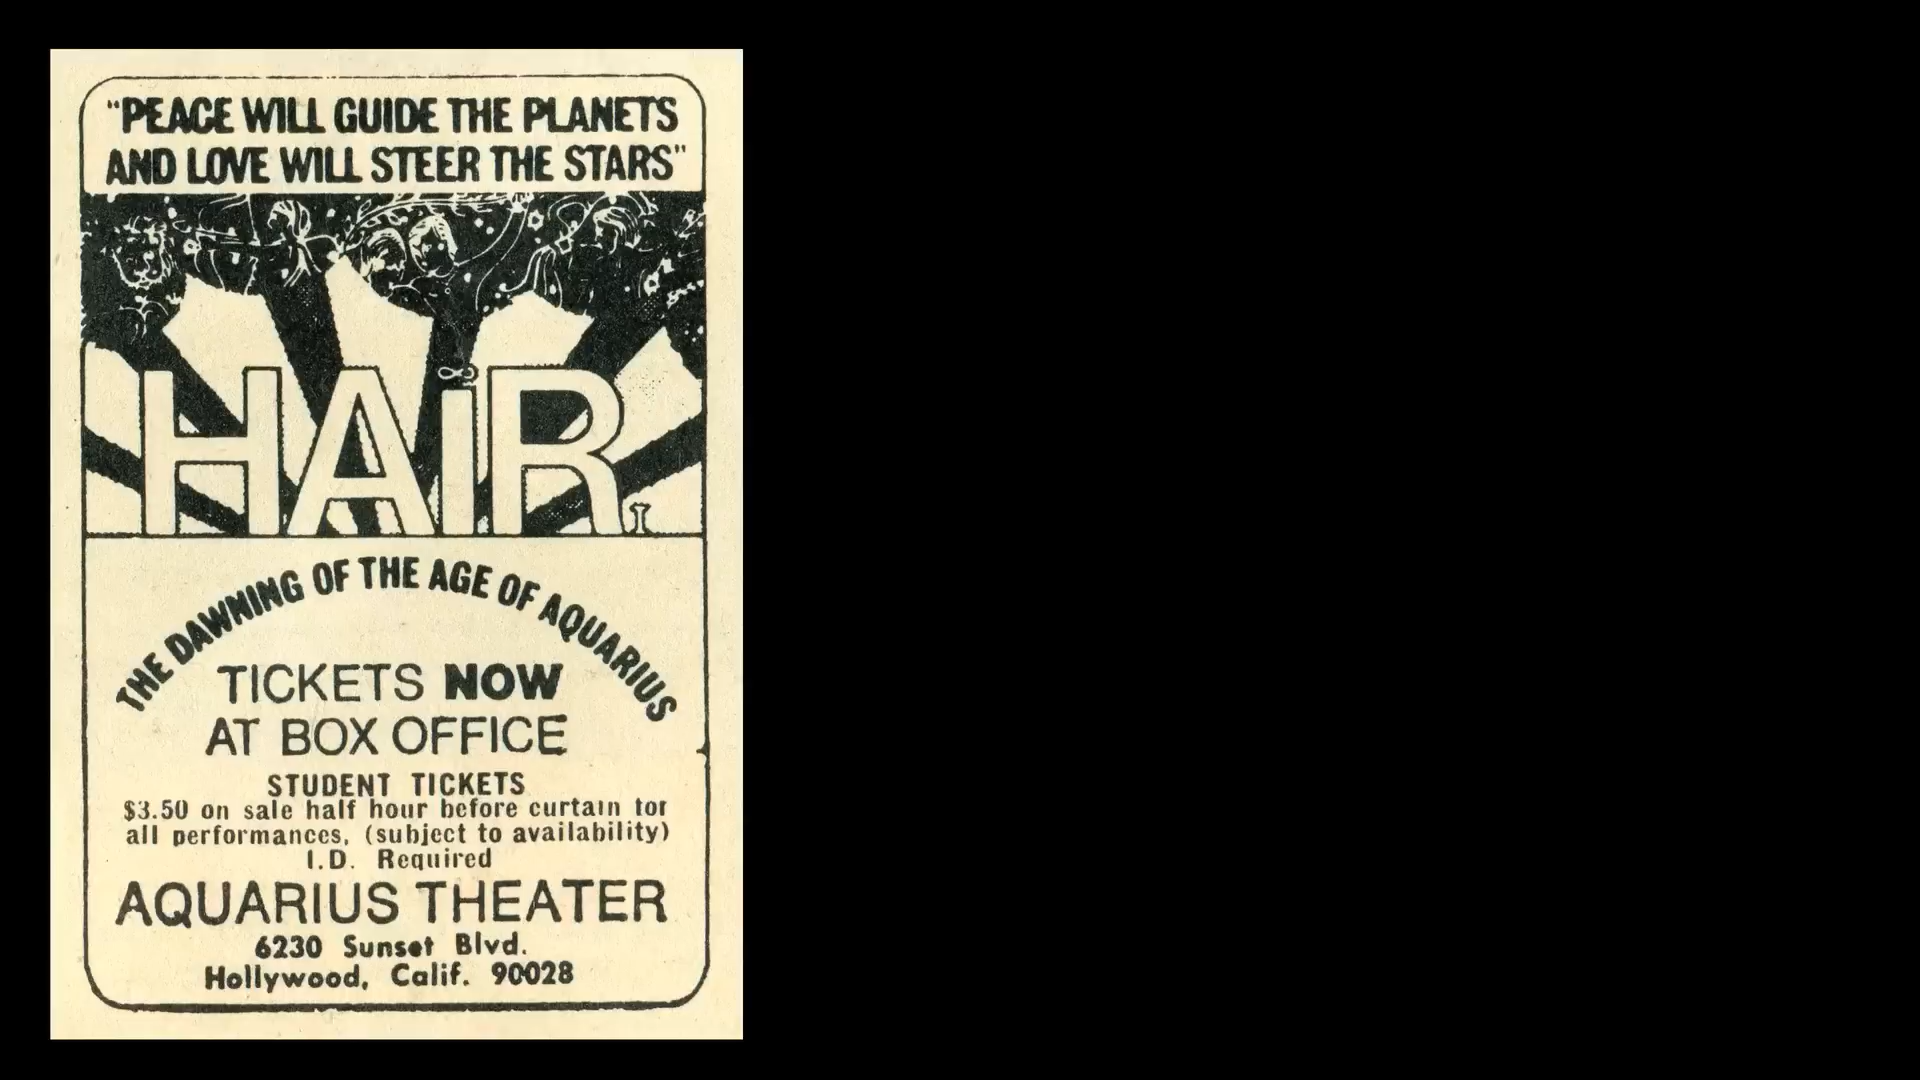 "PEACE WILL GUIDE THE PLANETS
AND LOVE WILL STEER THE STARS"
HAiR
THE DAWNING OF THE AGE OF AQUARIUS
TICKETS NOW
AT BOX OFFICE
STUDENT TICKETS
$3.50 on sale half hour before curtain for
all performances, (subject to availability)
I.D. Required
AQUARIUS THEATER
6230 Sunset Blvd.
Hollywood, Calif. 90028